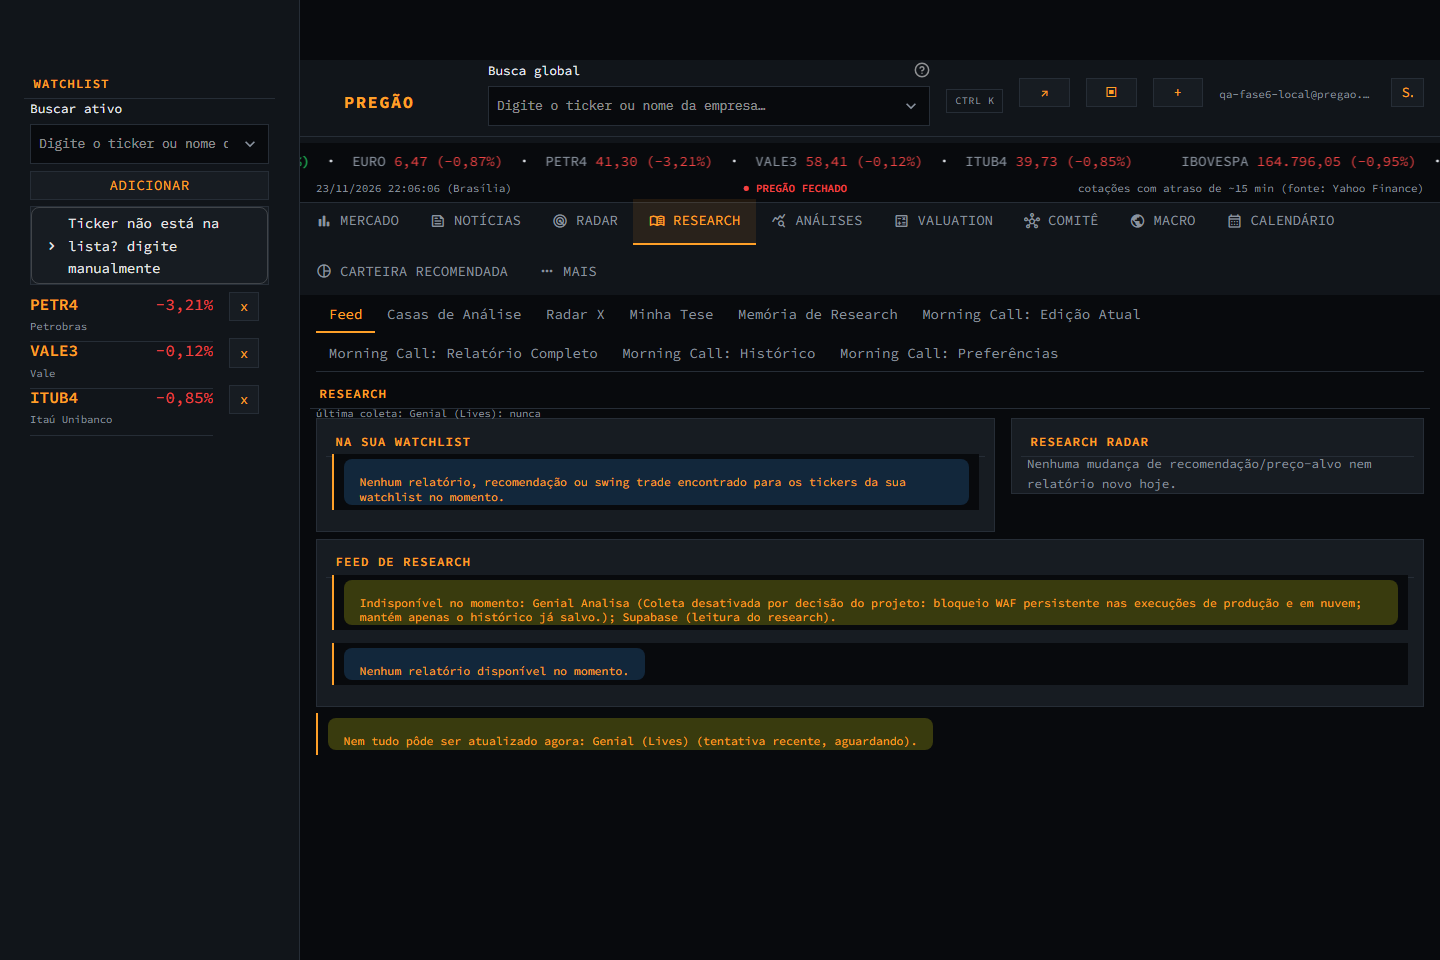 WATCHLIST
Buscar ativo
Digite o ticker ou nome d
ADICIONAR
Ticker não está na
lista? digite
manualmente
PETR4 -3,21% x
Petrobras
VALE3 -0,12% x
Vale
ITUB4 -0,85% x
Itaú Unibanco
PREGÃO
Busca global
Digite o ticker ou nome da empresa…
CTRL K
qa-fase6-local@pregao.…
S.
%) • EURO 6,47 (-0,87%) • PETR4 41,30 (-3,21%) • VALE3 58,41 (-0,12%) • ITUB4 39,73 (-0,85%) IBOVESPA 164.796,05 (-0,95%) •
23/11/2026 22:06:06 (Brasília) ● PREGÃO FECHADO cotações com atraso de ~15 min (fonte: Yahoo Finance)
MERCADO NOTÍCIAS RADAR RESEARCH ANÁLISES VALUATION COMITÊ MACRO CALENDÁRIO
CARTEIRA RECOMENDADA ··· MAIS
Feed Casas de Análise Radar X Minha Tese Memória de Research Morning Call: Edição Atual
Morning Call: Relatório Completo Morning Call: Histórico Morning Call: Preferências
RESEARCH
última coleta: Genial (Lives): nunca
NA SUA WATCHLIST
Nenhum relatório, recomendação ou swing trade encontrado para os tickers da sua
watchlist no momento.
RESEARCH RADAR
Nenhuma mudança de recomendação/preço-alvo nem
relatório novo hoje.
FEED DE RESEARCH
Indisponível no momento: Genial Analisa (Coleta desativada por decisão do projeto: bloqueio WAF persistente nas execuções de produção e em nuvem;
mantém apenas o histórico já salvo.); Supabase (leitura do research).
Nenhum relatório disponível no momento.
Nem tudo pôde ser atualizado agora: Genial (Lives) (tentativa recente, aguardando).